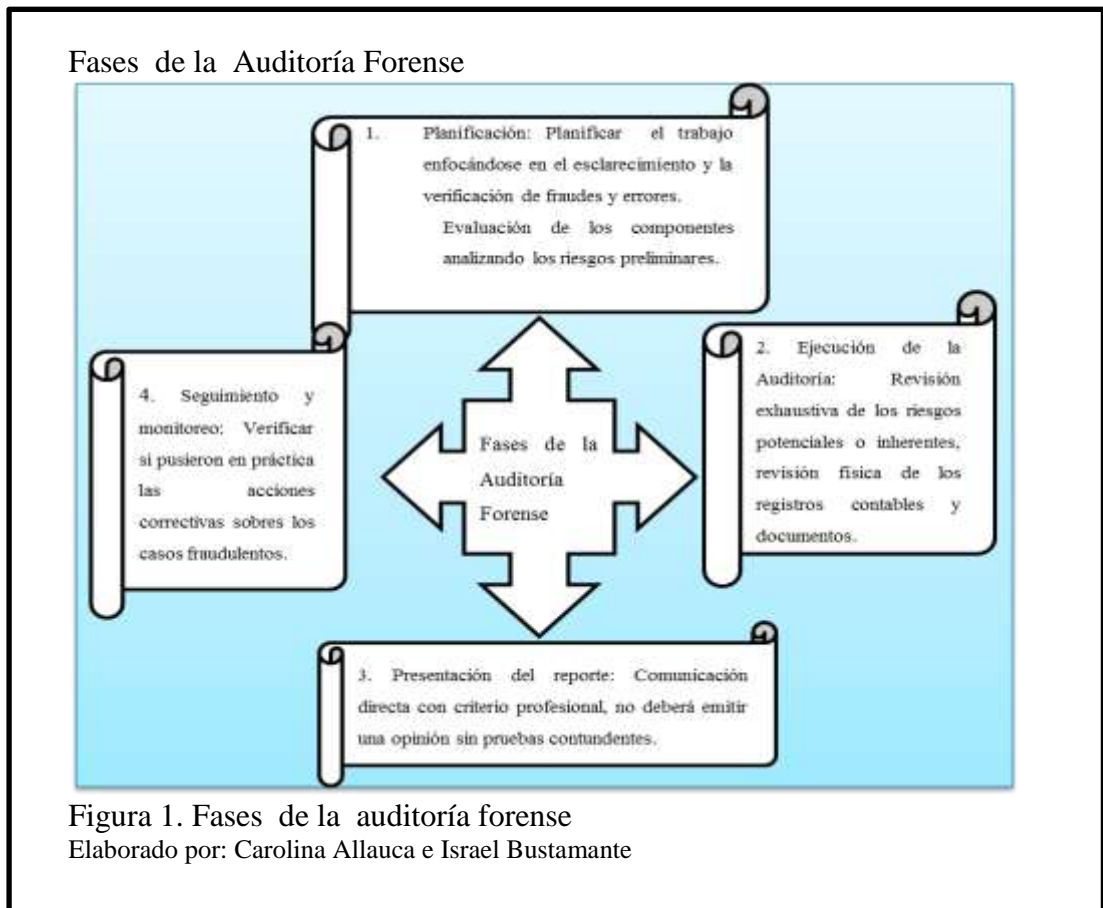 Fases de la Auditoría Forense
1. Planificación: Planificar el trabajo
enfocándose en el esclarecimiento y la
verificación de fraudes y errores.
Evaluación de los componentes
analizando los riesgos preliminares.
2. Ejecución de la
Auditoría: Revisión
exhaustiva de los riesgos
potenciales o inherentes,
revisión física de los
registros contables y
documentos.
Fases de la
Auditoría
Forense
4. Seguimiento y
monitoreo: Verificar
si pusieron en práctica
las acciones
correctivas sobres los
casos fraudulentos.
3. Presentación del reporte: Comunicación
directa con criterio profesional, no deberá emitir
una opinión sin pruebas contundentes.
Figura 1. Fases de la auditoría forense
Elaborado por: Carolina Allauca e Israel Bustamante